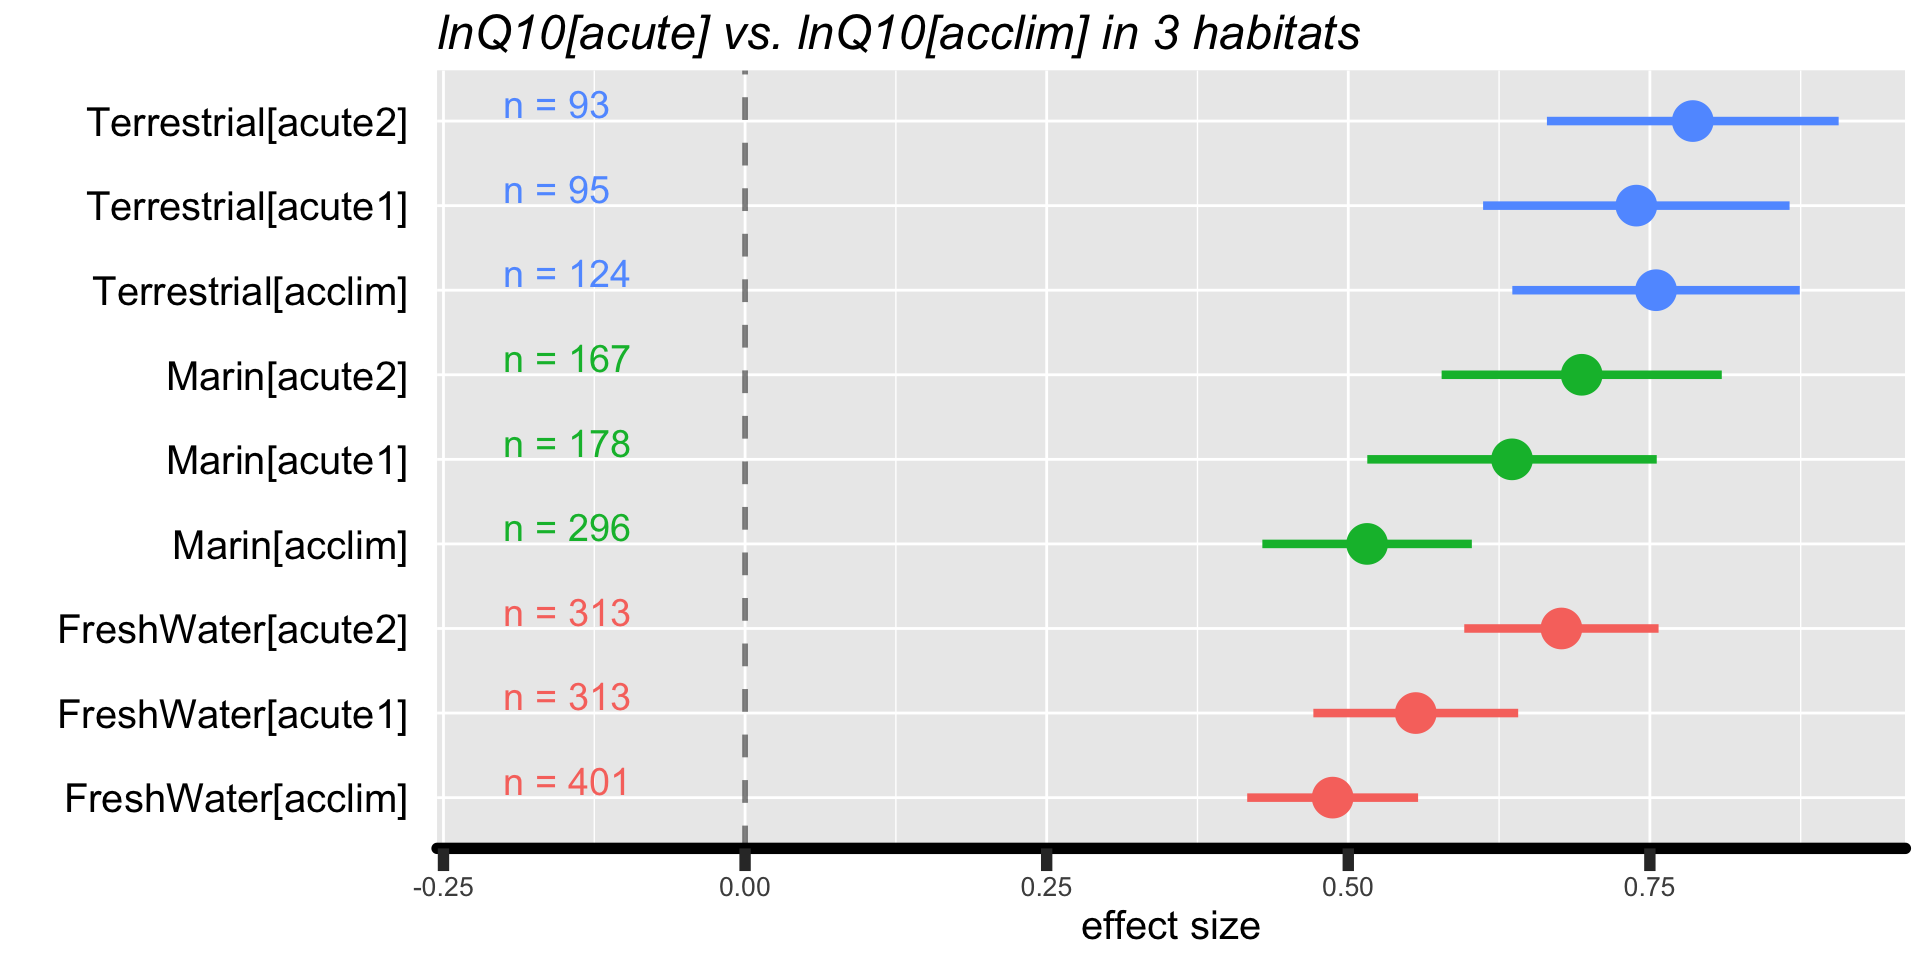 lnQ10[acute] vs. lnQ10[acclim] in 3 habitats
Terrestrial[acute2] n = 93
Terrestrial[acute1] n = 95
Terrestrial[acclim] n = 124
Marin[acute2] n = 167
Marin[acute1] n = 178
Marin[acclim] n = 296
FreshWater[acute2] n = 313
FreshWater[acute1] n = 313
FreshWater[acclim] n = 401
-0.25 0.00 0.25 0.50 0.75
effect size